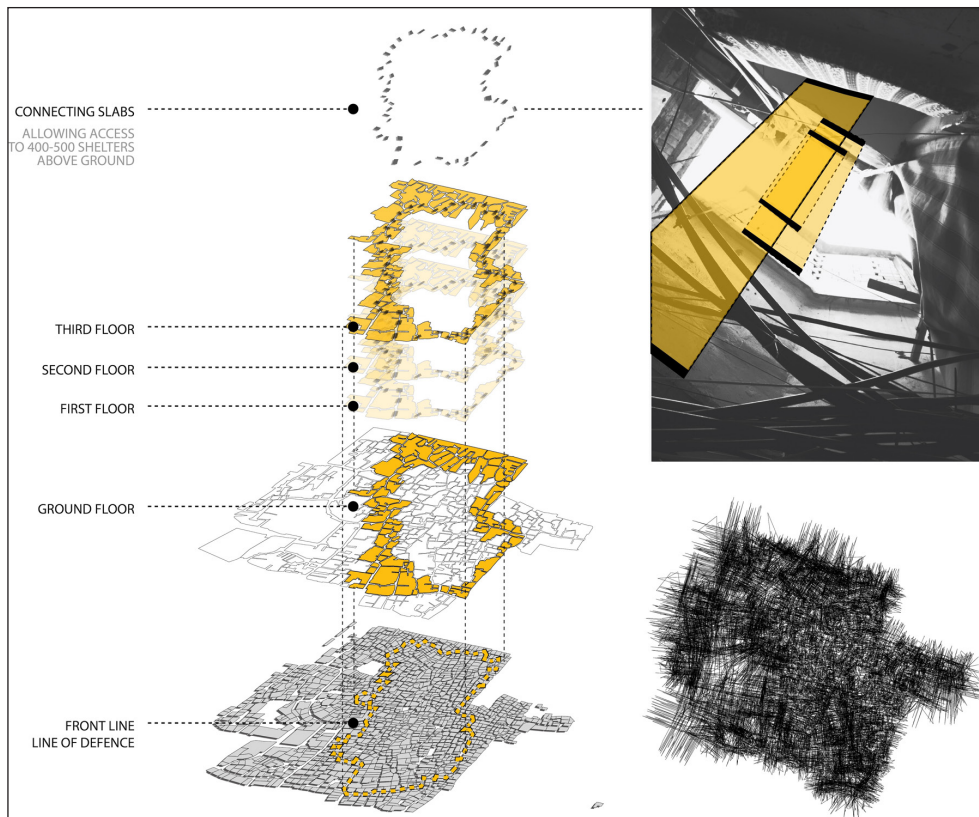 CONNECTING SLABS
ALLOWING ACCESS
TO 400-500 SHELTERS
ABOVE GROUND
THIRD FLOOR
SECOND FLOOR
FIRST FLOOR
GROUND FLOOR
FRONT LINE
LINE OF DEFENCE